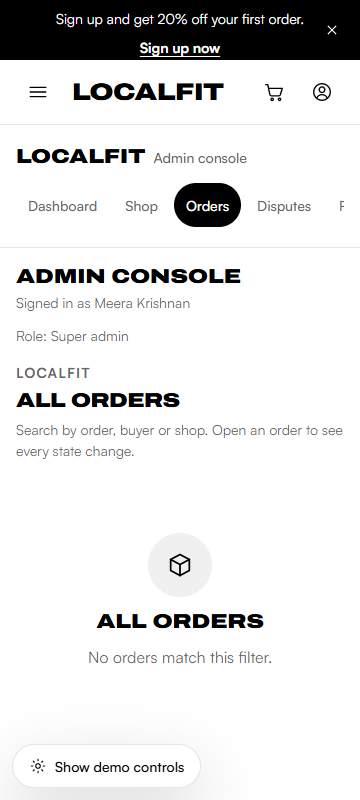 Sign up and get 20% off your first order.
Sign up now
LOCALFIT
LOCALFIT Admin console
Dashboard Shop Orders Disputes
ADMIN CONSOLE
Signed in as Meera Krishnan
Role: Super admin
LOCALFIT
ALL ORDERS
Search by order, buyer or shop. Open an order to see
every state change.
ALL ORDERS
No orders match this filter.
Show demo controls